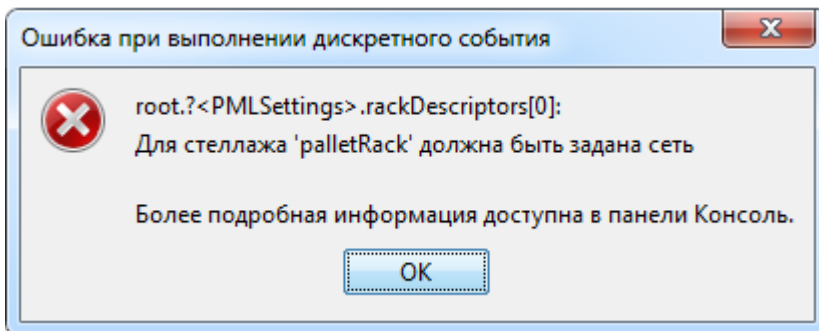 Ошибка при выполнении дискретного события
root.?<PMLSettings>.rackDescriptors[0]:
Для стеллажа 'palletRack' должна быть задана сеть
Более подробная информация доступна в панели Консоль.
OK